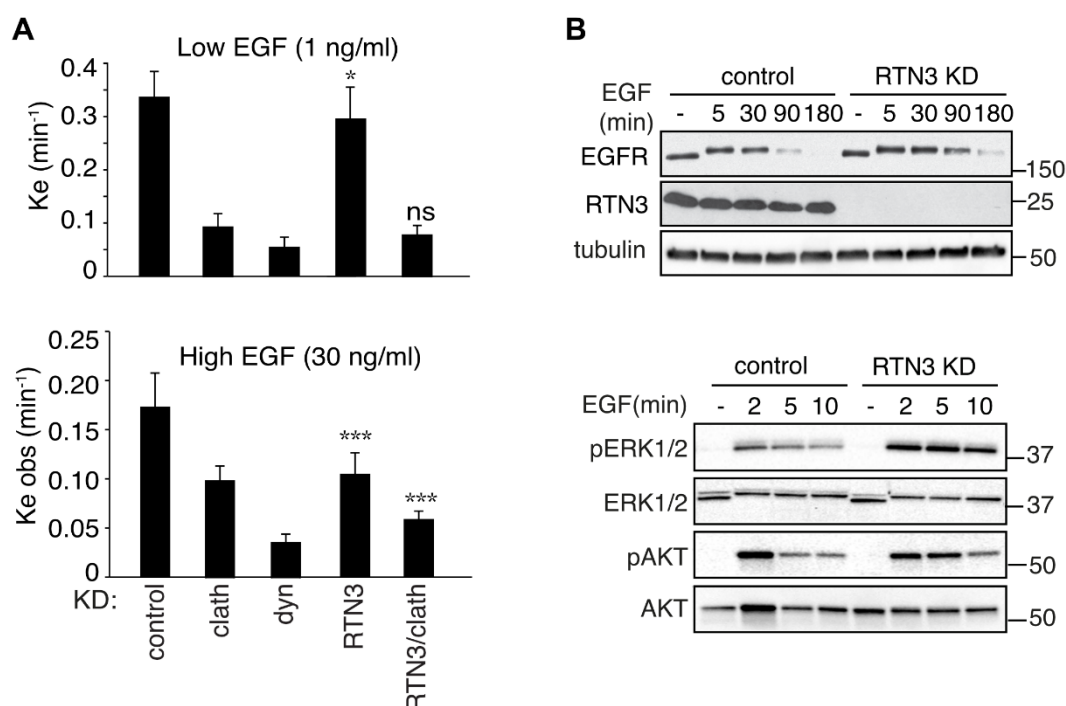 A
Low EGF (1 ng/ml)
Ke (min⁻¹)
0.4
0.3
0.2
0.1
0
*
ns
High EGF (30 ng/ml)
Ke obs (min⁻¹)
0.25
0.20
0.15
0.10
0.05
0
***
***
KD:
control
clath
dyn
RTN3
RTN3/clath
B
control RTN3 KD
EGF (min) - 5 30 90 180 - 5 30 90 180
EGFR -150
RTN3 -25
tubulin -50
control RTN3 KD
EGF(min) - 2 5 10 - 2 5 10
pERK1/2 -37
ERK1/2 -37
pAKT -50
AKT -50